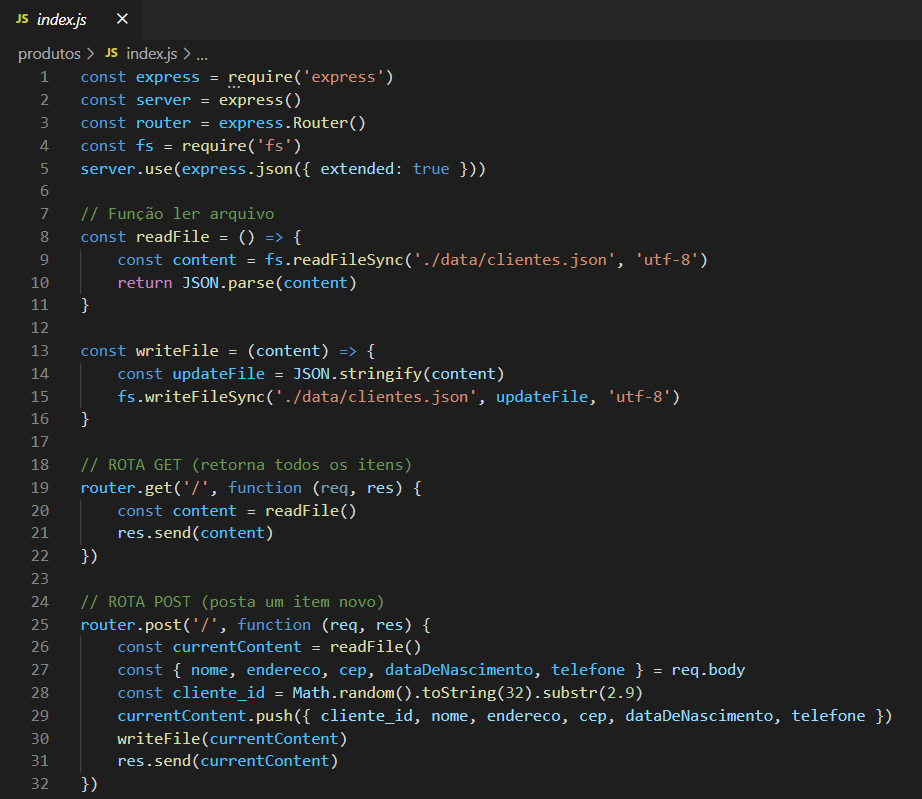 JS index.js ×
produtos > JS index.js > ...
1 const express = require('express')
2 const server = express()
3 const router = express.Router()
4 const fs = require('fs')
5 server.use(express.json({ extended: true }))
6
7 // Função ler arquivo
8 const readFile = () => {
9     const content = fs.readFileSync('./data/clientes.json', 'utf-8')
10     return JSON.parse(content)
11 }
12
13 const writeFile = (content) => {
14     const updateFile = JSON.stringify(content)
15     fs.writeFileSync('./data/clientes.json', updateFile, 'utf-8')
16 }
17
18 // ROTA GET (retorna todos os itens)
19 router.get('/', function (req, res) {
20     const content = readFile()
21     res.send(content)
22 })
23
24 // ROTA POST (posta um item novo)
25 router.post('/', function (req, res) {
26     const currentContent = readFile()
27     const { nome, endereco, cep, dataDeNascimento, telefone } = req.body
28     const cliente_id = Math.random().toString(32).substr(2.9)
29     currentContent.push({ cliente_id, nome, endereco, cep, dataDeNascimento, telefone })
30     writeFile(currentContent)
31     res.send(currentContent)
32 })